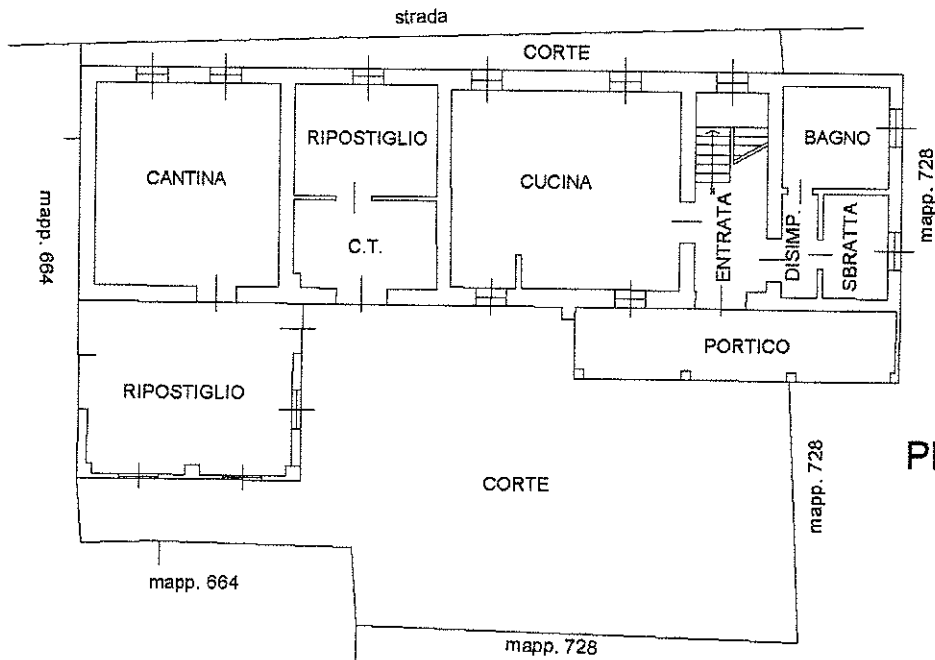 strada
CORTE
RIPOSTIGLIO
BAGNO
CANTINA
CUCINA
mapp. 728
mapp. 664
C.T.
ENTRATA
DISIMP.
SBRATTA
PORTICO
RIPOSTIGLIO
CORTE
mapp. 728
mapp. 664
mapp. 728